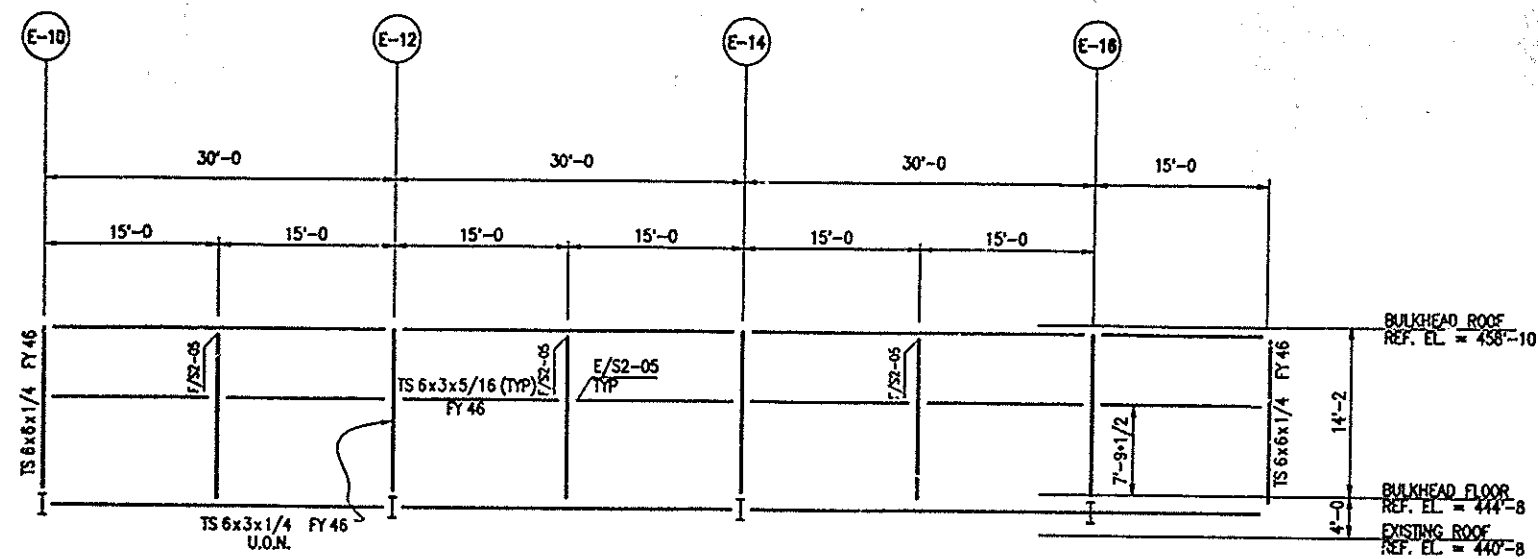 E-10
E-12
E-14
E-16
30'-0
30'-0
30'-0
15'-0
15'-0
15'-0
15'-0
15'-0
15'-0
15'-0
TS 6x6x1/4 FY 46
F/S2-05
TS 6x3x5/16 (TYP)
FY 46
F/S2-05
E/S2-05
TYP
F/S2-05
7'-9+1/2
TS 6x6x1/4 FY 46
14'-2
4'-0
BULKHEAD ROOF
REF. EL. = 458'-10
BULKHEAD FLOOR
REF. EL. = 444'-8
EXISTING ROOF
REF. EL. = 440'-8
TS 6x3x1/4 FY 46
U.O.N.